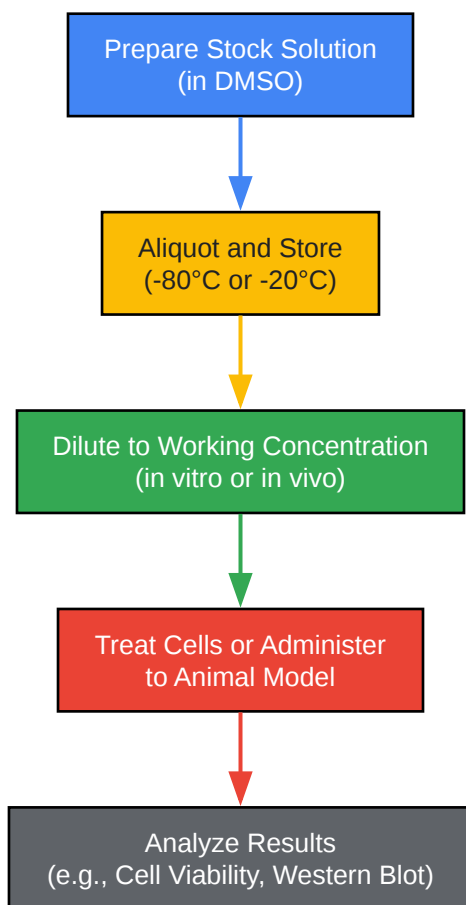 Prepare Stock Solution
(in DMSO)
Aliquot and Store
(-80°C or -20°C)
Dilute to Working Concentration
(in vitro or in vivo)
Treat Cells or Administer
to Animal Model
Analyze Results
(e.g., Cell Viability, Western Blot)